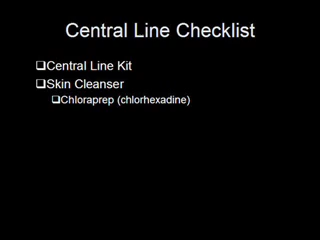 Central Line Checklist
❑Central Line Kit
❑Skin Cleanser
❑Chloraprep (chlorhexadine)